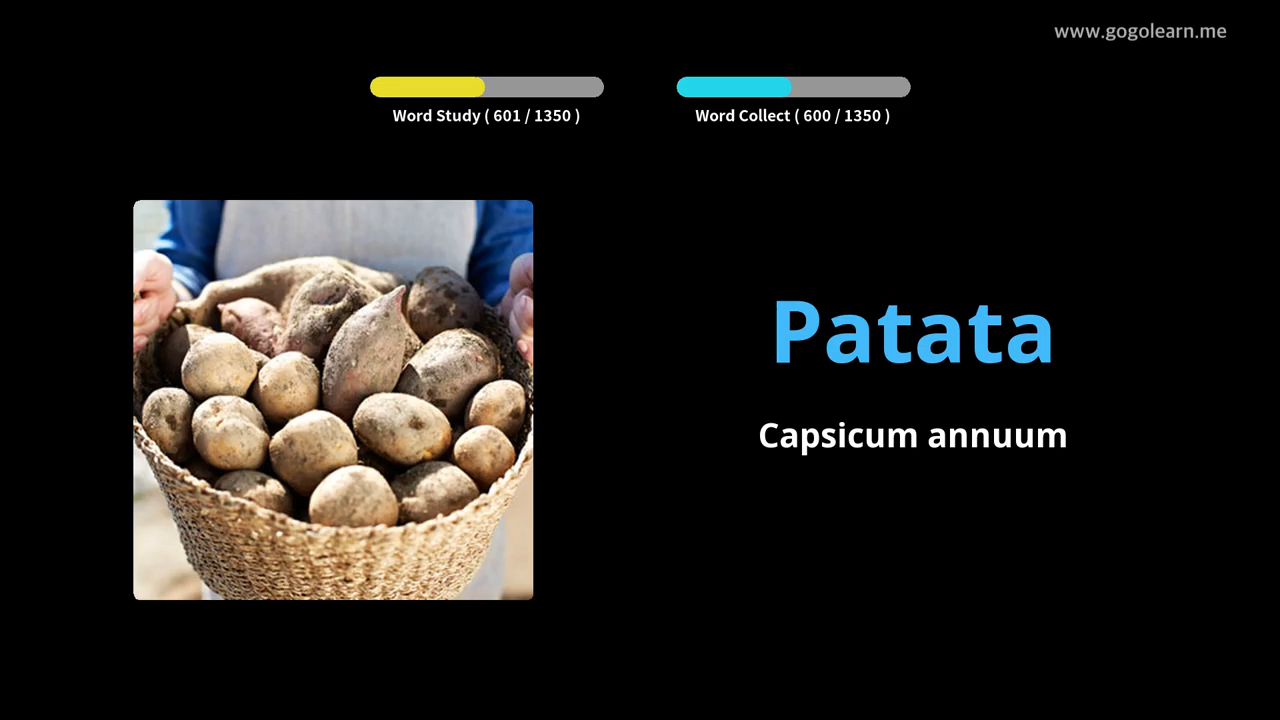 www.gogolearn.me
Word Study ( 601 / 1350 )
Word Collect ( 600 / 1350 )
Patata
Capsicum annuum